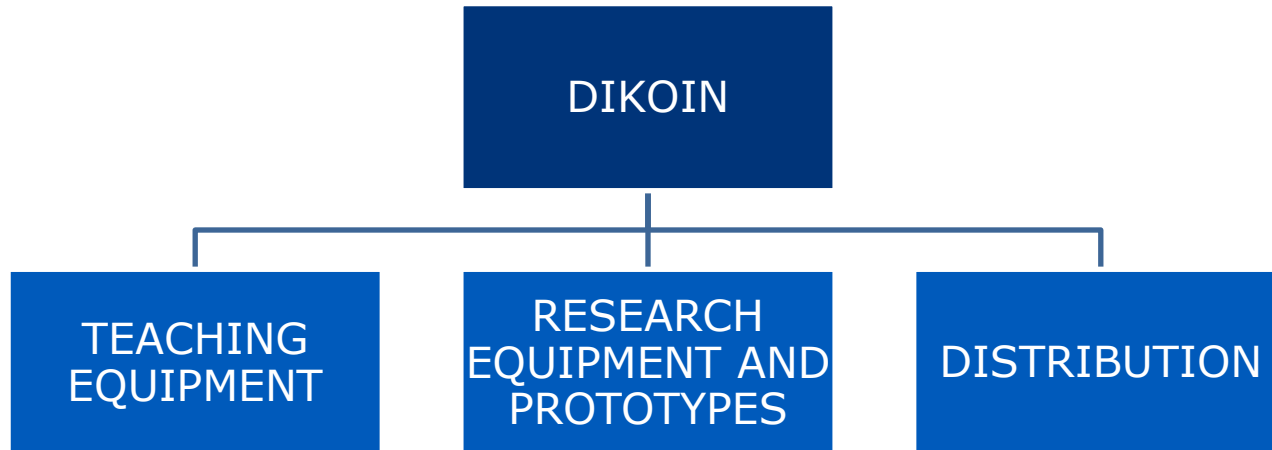 DIKOIN
TEACHING
EQUIPMENT
RESEARCH
EQUIPMENT AND
PROTOTYPES
DISTRIBUTION